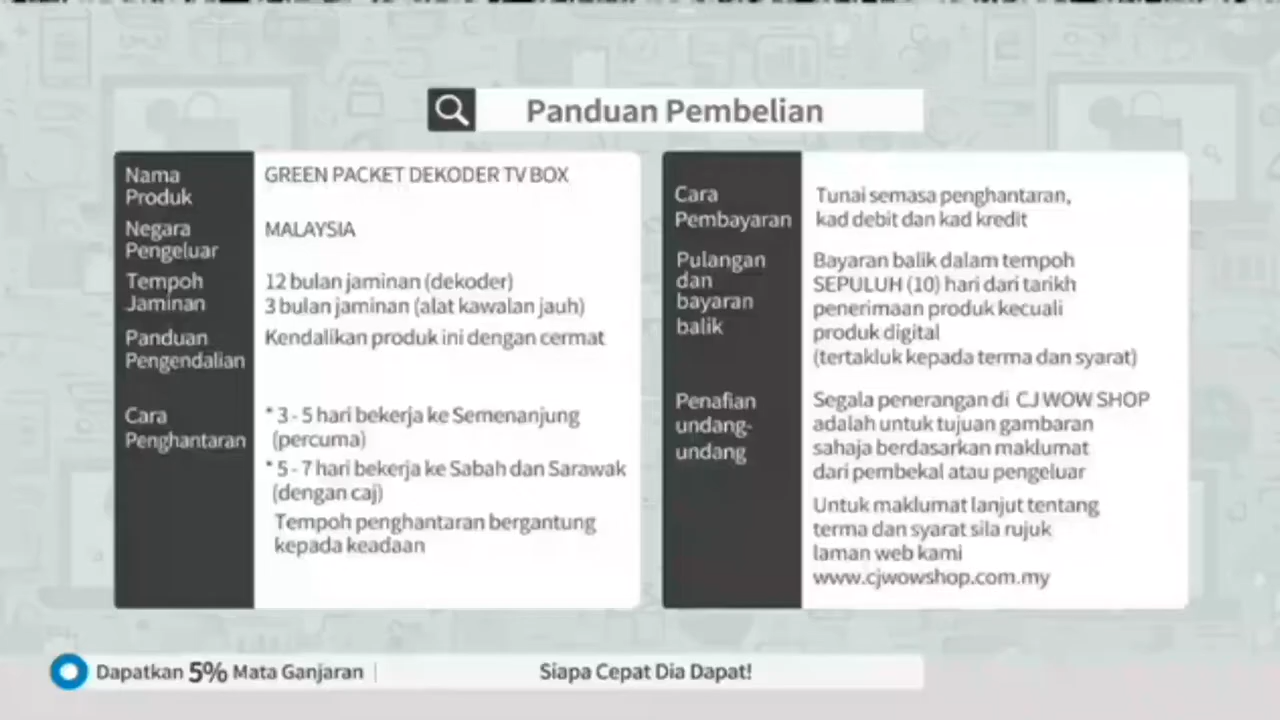 Panduan Pembelian
Nama
Produk
GREEN PACKET DEKODER TV BOX
Negara
Pengeluar
MALAYSIA
Tempoh
Jaminan
12 bulan jaminan (dekoder)
3 bulan jaminan (alat kawalan jauh)
Panduan
Pengendalian
Kendalikan produk ini dengan cermat
Cara
Penghantaran
* 3 - 5 hari bekerja ke Semenanjung
(percuma)
* 5 - 7 hari bekerja ke Sabah dan Sarawak
(dengan caj)
Tempoh penghantaran bergantung
kepada keadaan
Cara
Pembayaran
Tunai semasa penghantaran,
kad debit dan kad kredit
Pulangan
dan
bayaran
balik
Bayaran balik dalam tempoh
SEPULUH (10) hari dari tarikh
penerimaan produk kecuali
produk digital
(tertakluk kepada terma dan syarat)
Penafian
undang-
undang
Segala penerangan di CJ WOW SHOP
adalah untuk tujuan gambaran
sahaja berdasarkan maklumat
dari pembekal atau pengeluar
Untuk maklumat lanjut tentang
terma dan syarat sila rujuk
laman web kami
www.cjwowshop.com.my
Dapatkan 5% Mata Ganjaran
Siapa Cepat Dia Dapat!